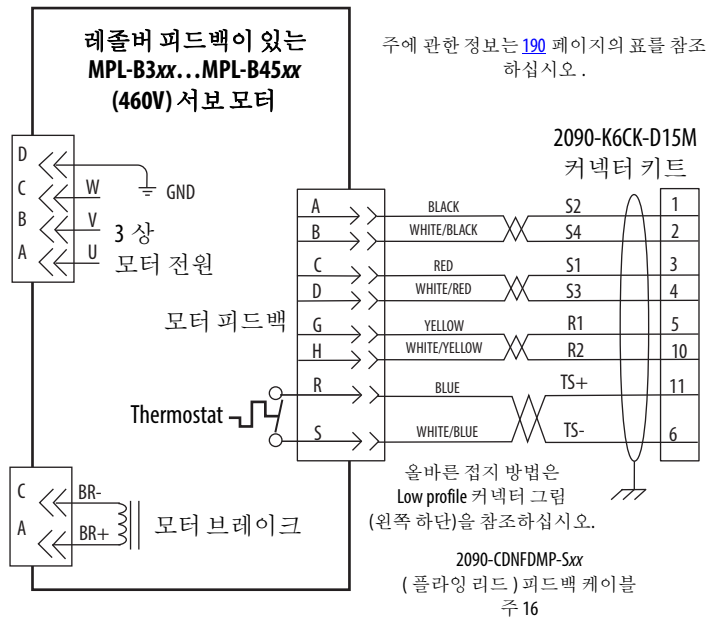 레졸버 피드백이 있는
MPL-B3xx…MPL-B45xx
(460V) 서보 모터
주에 관한 정보는 190 페이지의 표를 참조
하십시오 .
2090-K6CK-D15M
커넥터 키트
D
C W GND
B V 3 상
A U 모터 전원
모터 피드백
A BLACK S2 1
B WHITE/BLACK S4 2
C RED S1 3
D WHITE/RED S3 4
G YELLOW R1 5
H WHITE/YELLOW R2 10
R BLUE TS+ 11
S WHITE/BLUE TS- 6
Thermostat
C BR-
A BR+
모터 브레이크
올바른 접지 방법은
Low profile 커넥터 그림
(왼쪽 하단)을 참조하십시오.
2090-CDNFDMP-Sxx
( 플라잉 리드 ) 피드백 케이블
주 16